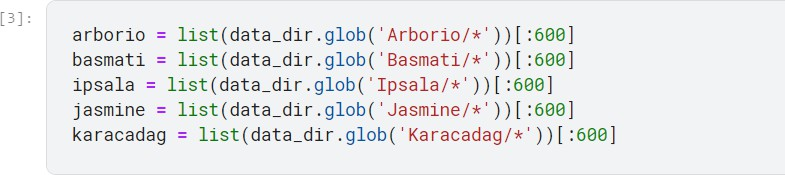 [3]:
arborio = list(data_dir.glob('Arborio/*'))[:600]
basmati = list(data_dir.glob('Basmati/*'))[:600]
ipsala = list(data_dir.glob('Ipsala/*'))[:600]
jasmine = list(data_dir.glob('Jasmine/*'))[:600]
karacadag = list(data_dir.glob('Karacadag/*'))[:600]